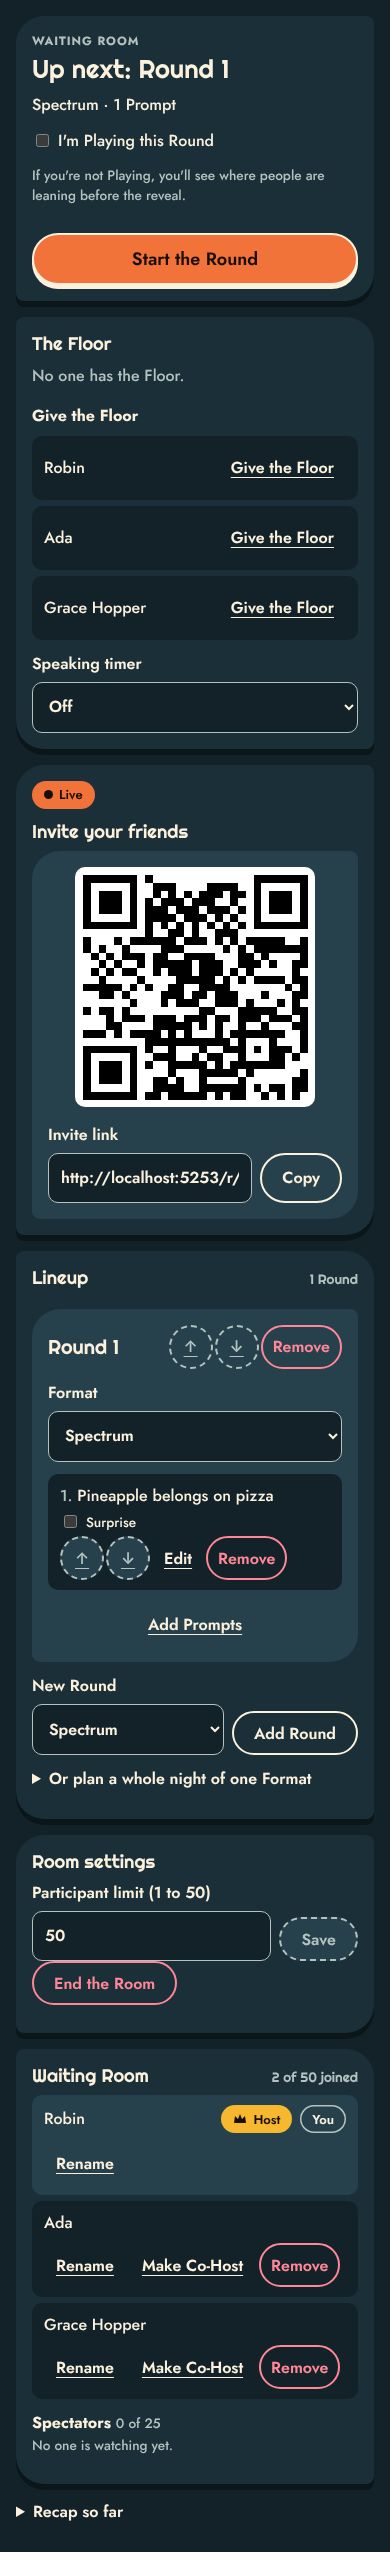 WAITING ROOM
Up next: Round 1
Spectrum · 1 Prompt
I'm Playing this Round
If you're not Playing, you'll see where people are
leaning before the reveal.
Start the Round
The Floor
No one has the Floor.
Give the Floor
Robin Give the Floor
Ada Give the Floor
Grace Hopper Give the Floor
Speaking timer
Off
Live
Invite your friends
Invite link
http://localhost:5253/r/ Copy
Lineup 1 Round
Round 1 ↑ ↓ Remove
Format
Spectrum
1. Pineapple belongs on pizza
Surprise
↑ ↓ Edit Remove
Add Prompts
New Round
Spectrum Add Round
Or plan a whole night of one Format
Room settings
Participant limit (1 to 50)
50 Save
End the Room
Waiting Room 2 of 50 joined
Robin Host You
Rename
Ada
Rename Make Co-Host Remove
Grace Hopper
Rename Make Co-Host Remove
Spectators 0 of 25
No one is watching yet.
Recap so far